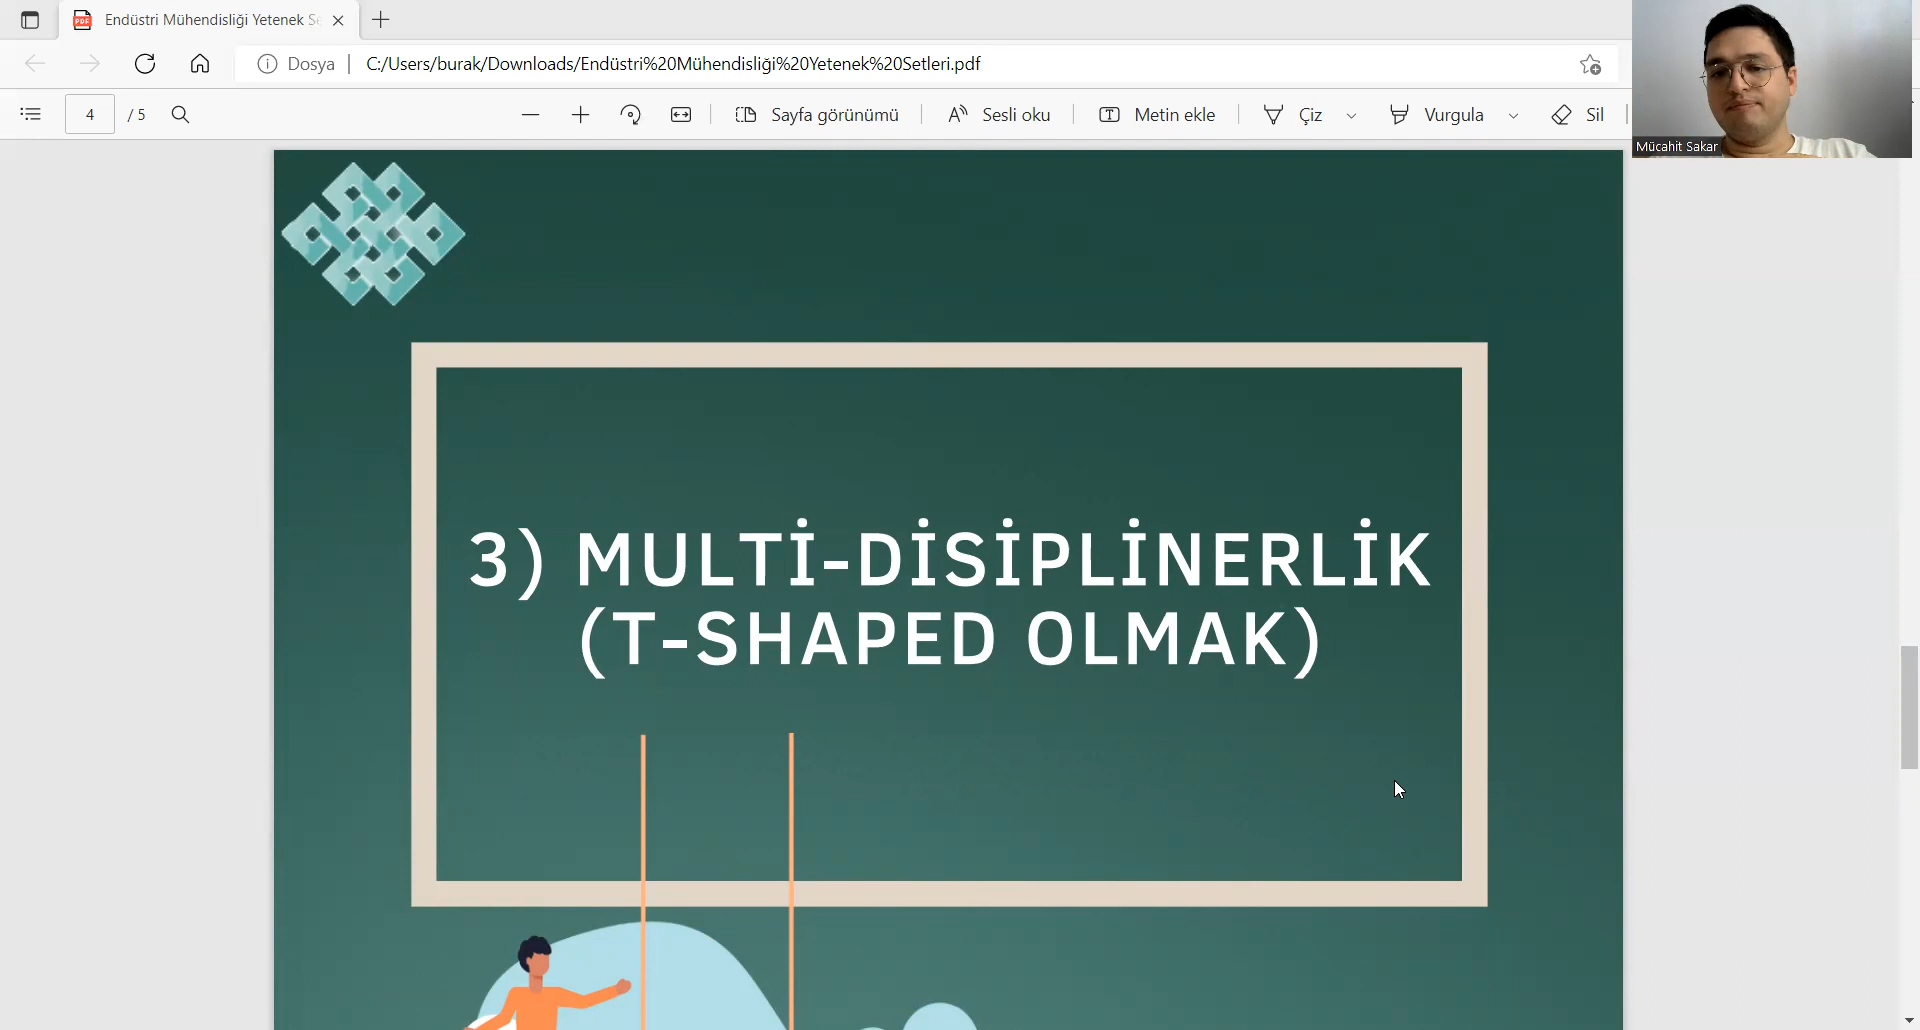 Endüstri Mühendisliği Yetenek S
Dosya
C:/Users/burak/Downloads/Endüstri%20Mühendisliği%20Yetenek%20Setleri.pdf
4 / 5
Sayfa görünümü
Sesli oku
Metin ekle
Çiz
Vurgula
Sil
Mücahit Sakar
3) MULTİ-DİSİPLİNERLİK
(T-SHAPED OLMAK)